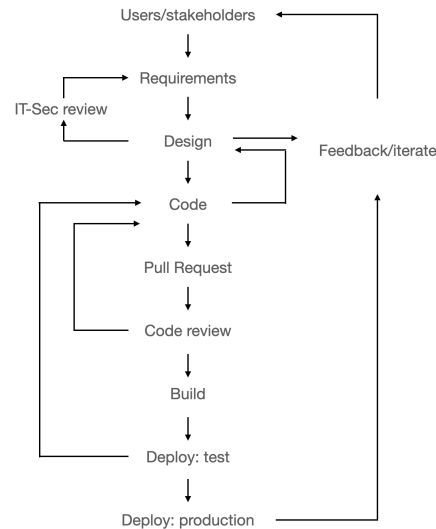 Users/stakeholders
Requirements
IT-Sec review
Design
Feedback/iterate
Code
Pull Request
Code review
Build
Deploy: test
Deploy: production